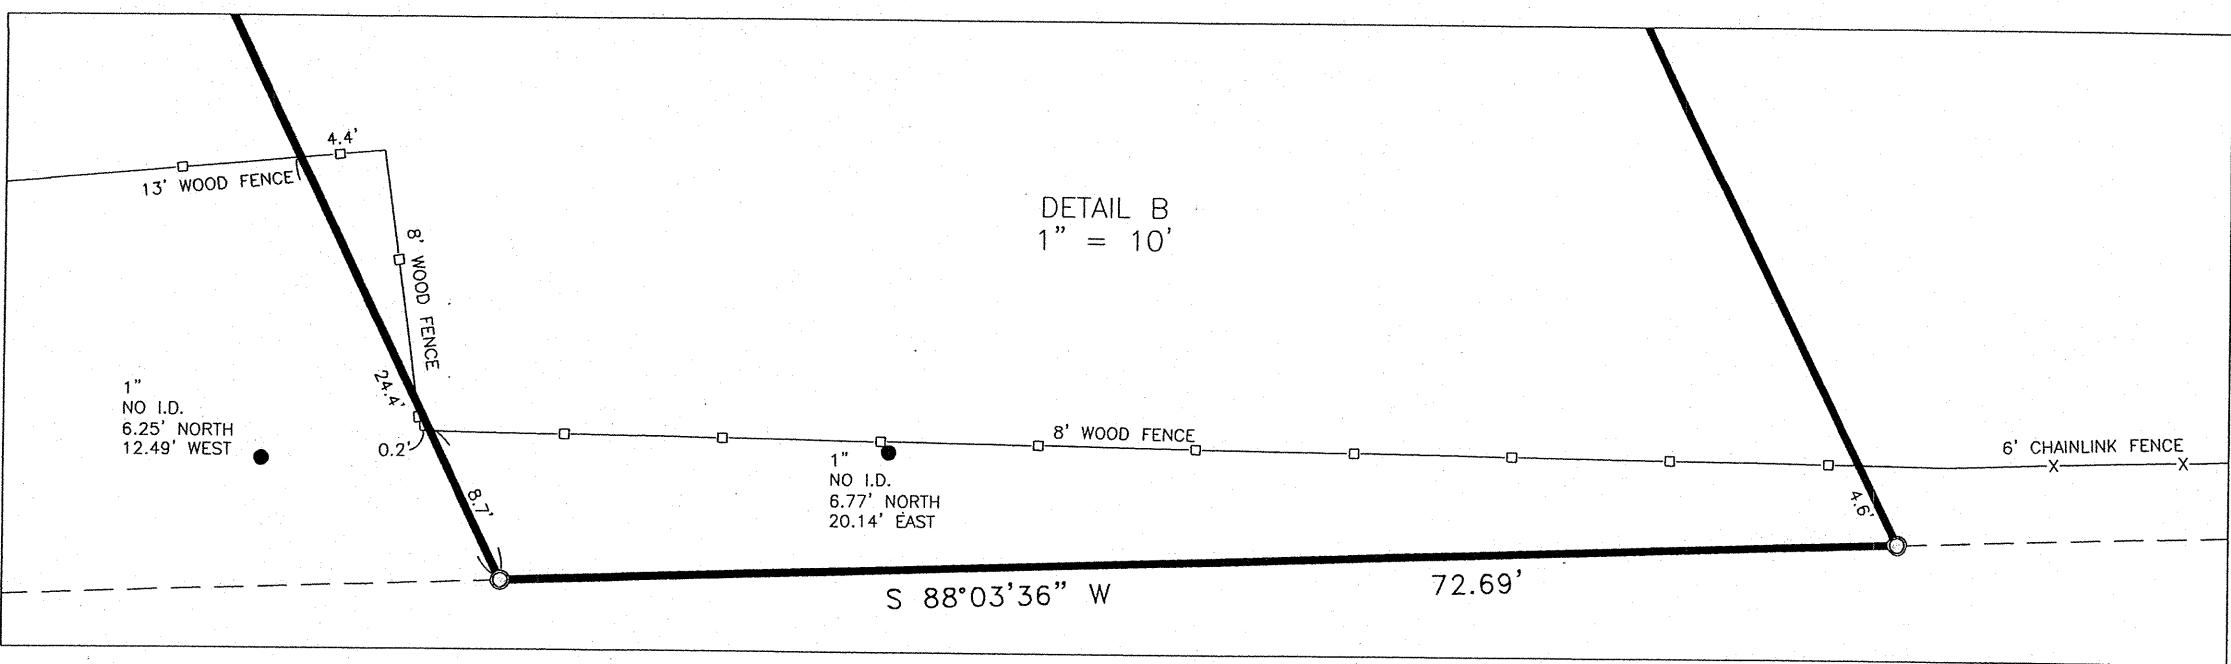 4.4'
13' WOOD FENCE
8' WOOD FENCE
DETAIL B
1" = 10'
24.4'
0.2'
8.7'
1"
NO I.D.
6.25' NORTH
12.49' WEST
8' WOOD FENCE
1"
NO I.D.
6.77' NORTH
20.14' EAST
6' CHAINLINK FENCE
X X
4.6'
S 88°03'36" W
72.69'